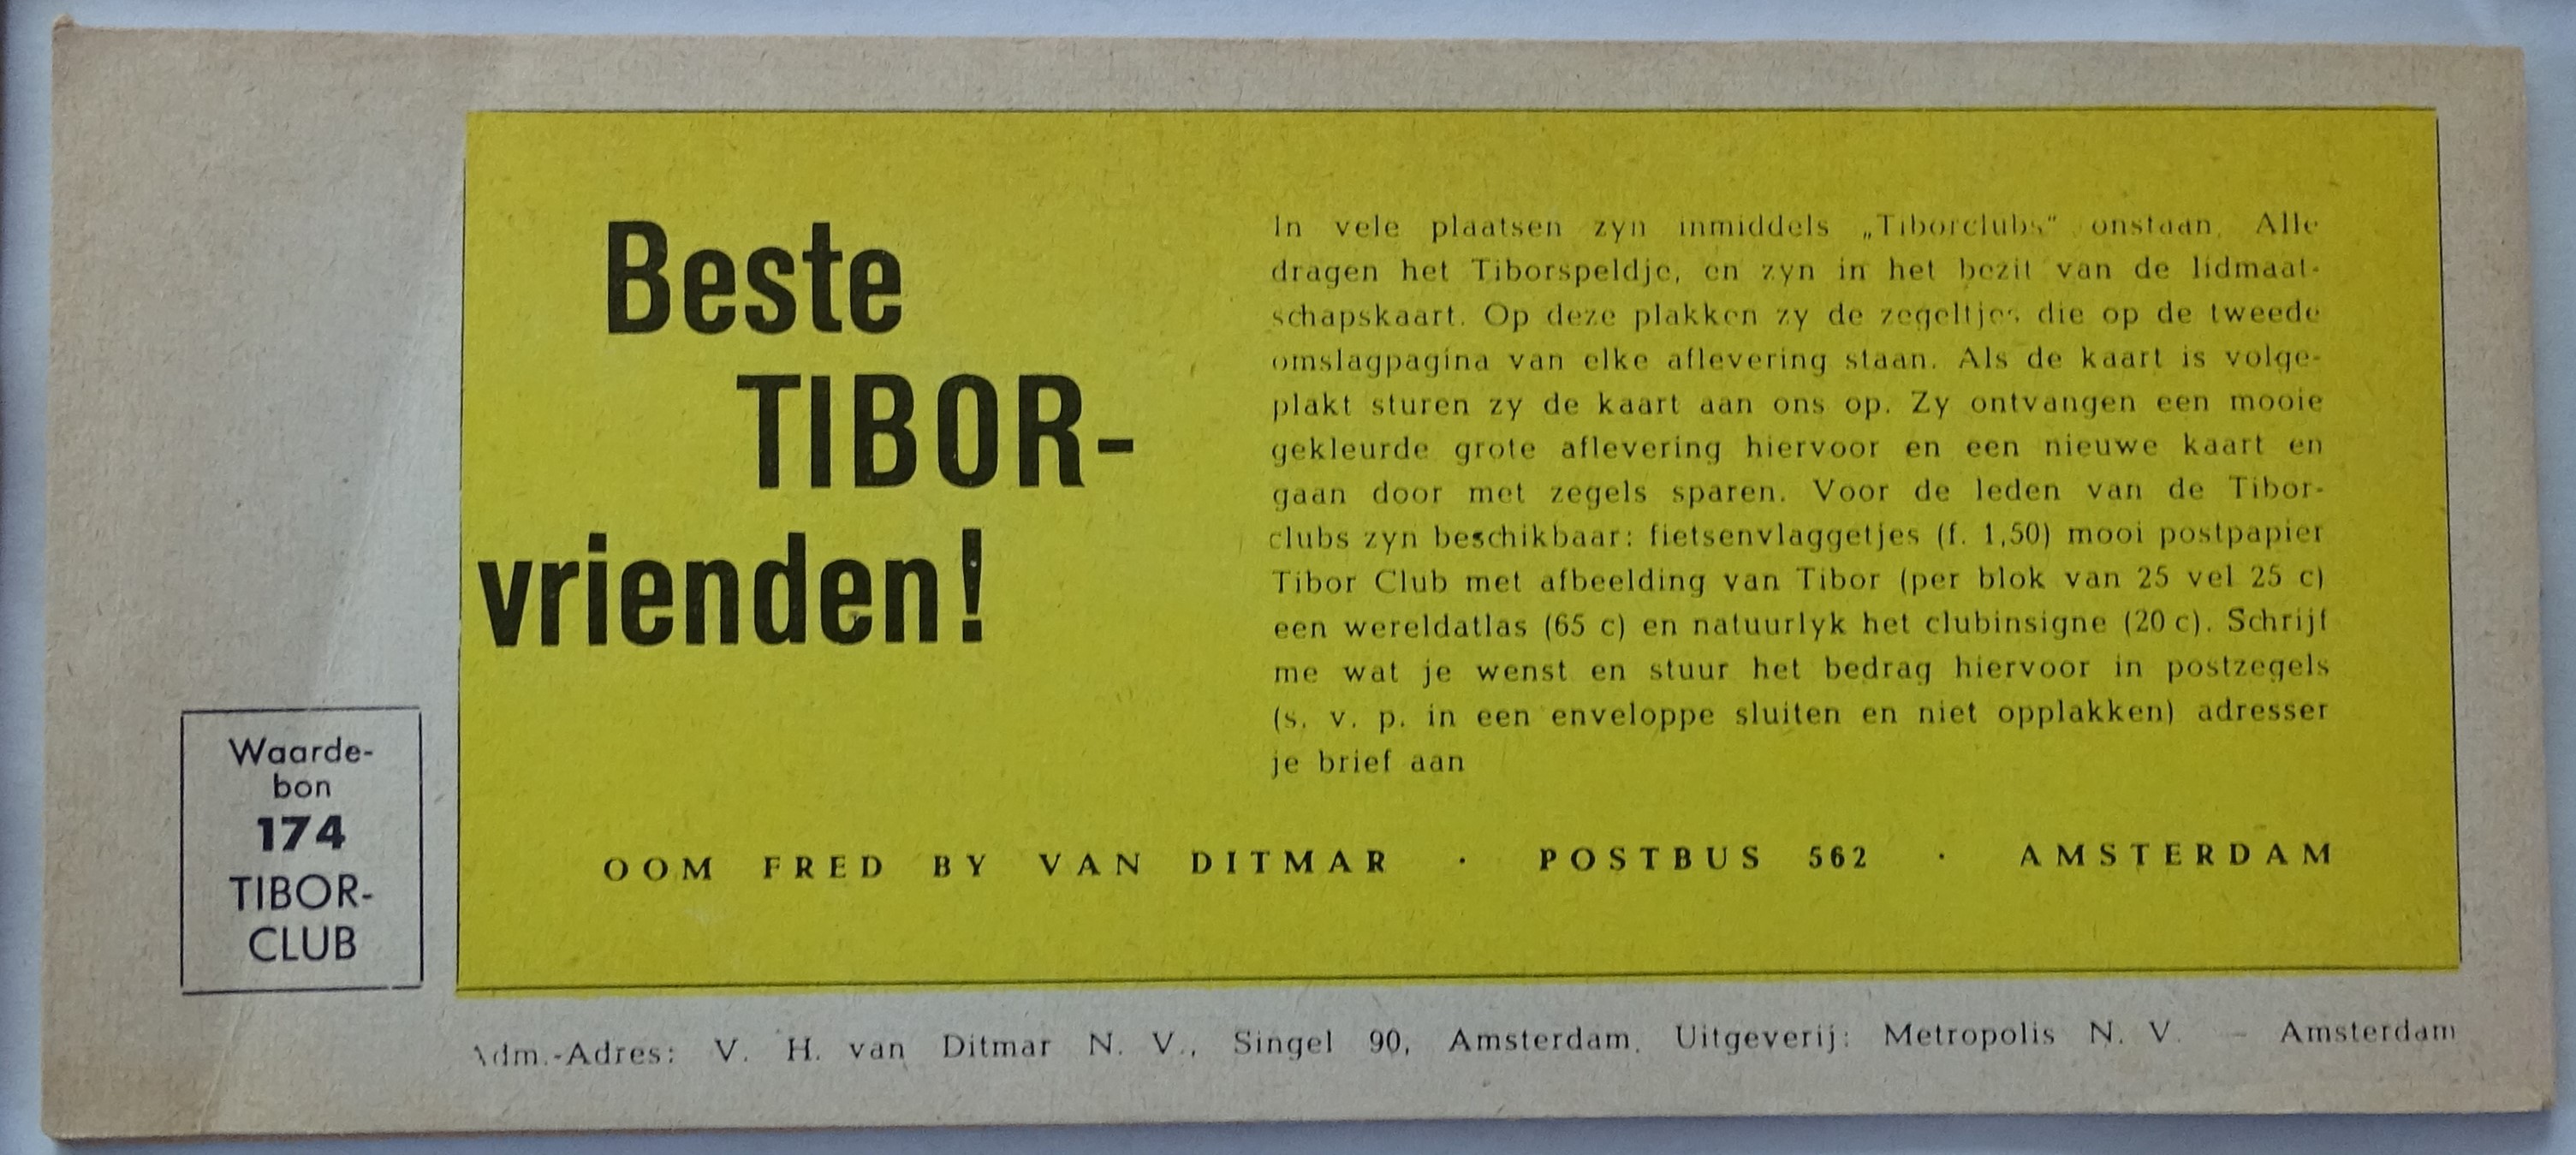 Beste
TIBOR-
vrienden!
In vele plaatsen zyn inmiddels „Tiborclubs" onstaan. Alle
dragen het Tiborspeldje, en zyn in het bezit van de lidmaat-
schapskaart. Op deze plakken zy de zegeltjes die op de tweede
omslagpagina van elke aflevering staan. Als de kaart is volge-
plakt sturen zy de kaart aan ons op. Zy ontvangen een mooie
gekleurde grote aflevering hiervoor en een nieuwe kaart en
gaan door met zegels sparen. Voor de leden van de Tibor-
clubs zyn beschikbaar: fietsenvlaggetjes (f. 1,50) mooi postpapier
Tibor Club met afbeelding van Tibor (per blok van 25 vel 25 c)
een wereldatlas (65 c) en natuurlyk het clubinsigne (20 c). Schrijf
me wat je wenst en stuur het bedrag hiervoor in postzegels
(s. v. p. in een enveloppe sluiten en niet opplakken) adresser
je brief aan
OOM FRED BY VAN DITMAR · POSTBUS 562 · AMSTERDAM
Waarde-
bon
174
TIBOR-
CLUB
Adm.-Adres: V. H. van Ditmar N. V., Singel 90, Amsterdam. Uitgeverij: Metropolis N. V. – Amsterdam